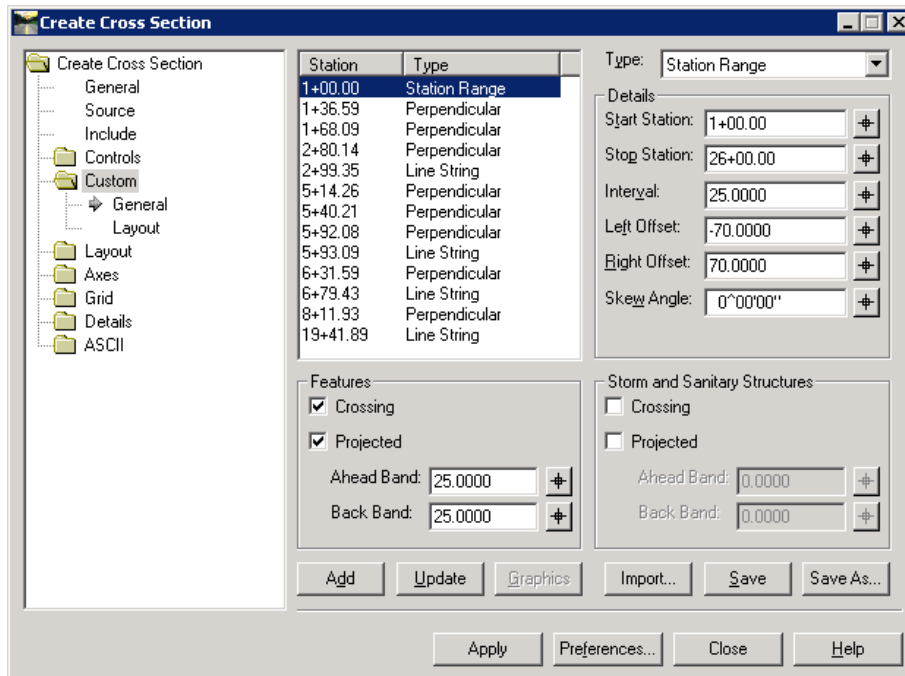 Create Cross Section
Create Cross Section
General
Source
Include
Controls
Custom
General
Layout
Layout
Axes
Grid
Details
ASCII
Station Type
1+00.00 Station Range
1+36.59 Perpendicular
1+68.09 Perpendicular
2+80.14 Perpendicular
2+99.35 Line String
5+14.26 Perpendicular
5+40.21 Perpendicular
5+92.08 Perpendicular
5+93.09 Line String
6+31.59 Perpendicular
6+79.43 Line String
8+11.93 Perpendicular
19+41.89 Line String
Type: Station Range
Details
Start Station: 1+00.00
Stop Station: 26+00.00
Interval: 25.0000
Left Offset: -70.0000
Right Offset: 70.0000
Skew Angle: 0^00'00"
Features
Crossing
Projected
Ahead Band: 25.0000
Back Band: 25.0000
Storm and Sanitary Structures
Crossing
Projected
Ahead Band: 0.0000
Back Band: 0.0000
Add Update Graphics Import... Save Save As...
Apply Preferences... Close Help